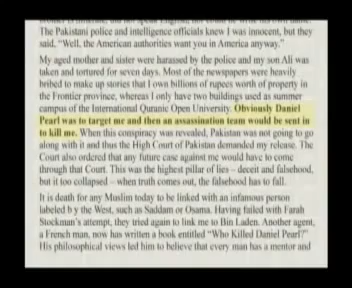 The Pakistani police and intelligence officials knew I was innocent, but they
said, "Well, the American authorities want you in America anyway."
My aged mother and sister were harassed by the police and my son Ali was
taken and tortured for seven days. Most of the newspapers were heavily
bribed to make up stories that I own billions of rupees worth of property in
the Frontier province, whereas I only have two buildings used as summer
campus of the International Quranic Open University. Obviously Daniel
Pearl was to target me and then an assassination team would be sent in
to kill me. When this conspiracy was revealed, Pakistan was not going to go
along with it and thus the High Court of Pakistan demanded my release. The
Court also ordered that any future case against me would have to come
through that Court. This was the highest pillar of lies – deceit and falsehood,
but it too collapsed – when truth comes out, the falsehood has to fall.
It is death for any Muslim today to be linked with an infamous person
labeled by the West, such as Saddam or Osama. Having failed with Farah
Stockman's attempt, they tried again to link me to Bin Laden. Another agent,
a French man, now has written a book entitled "Who Killed Daniel Pearl?"
His philosophical views led him to believe that every man has a mentor and